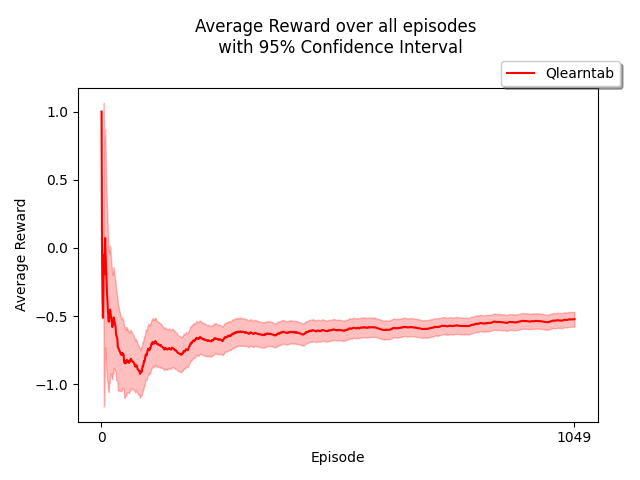 Average Reward over all episodes
with 95% Confidence Interval
Qlearntab
1.0
0.5
0.0
−0.5
−1.0
Average Reward
0
1049
Episode